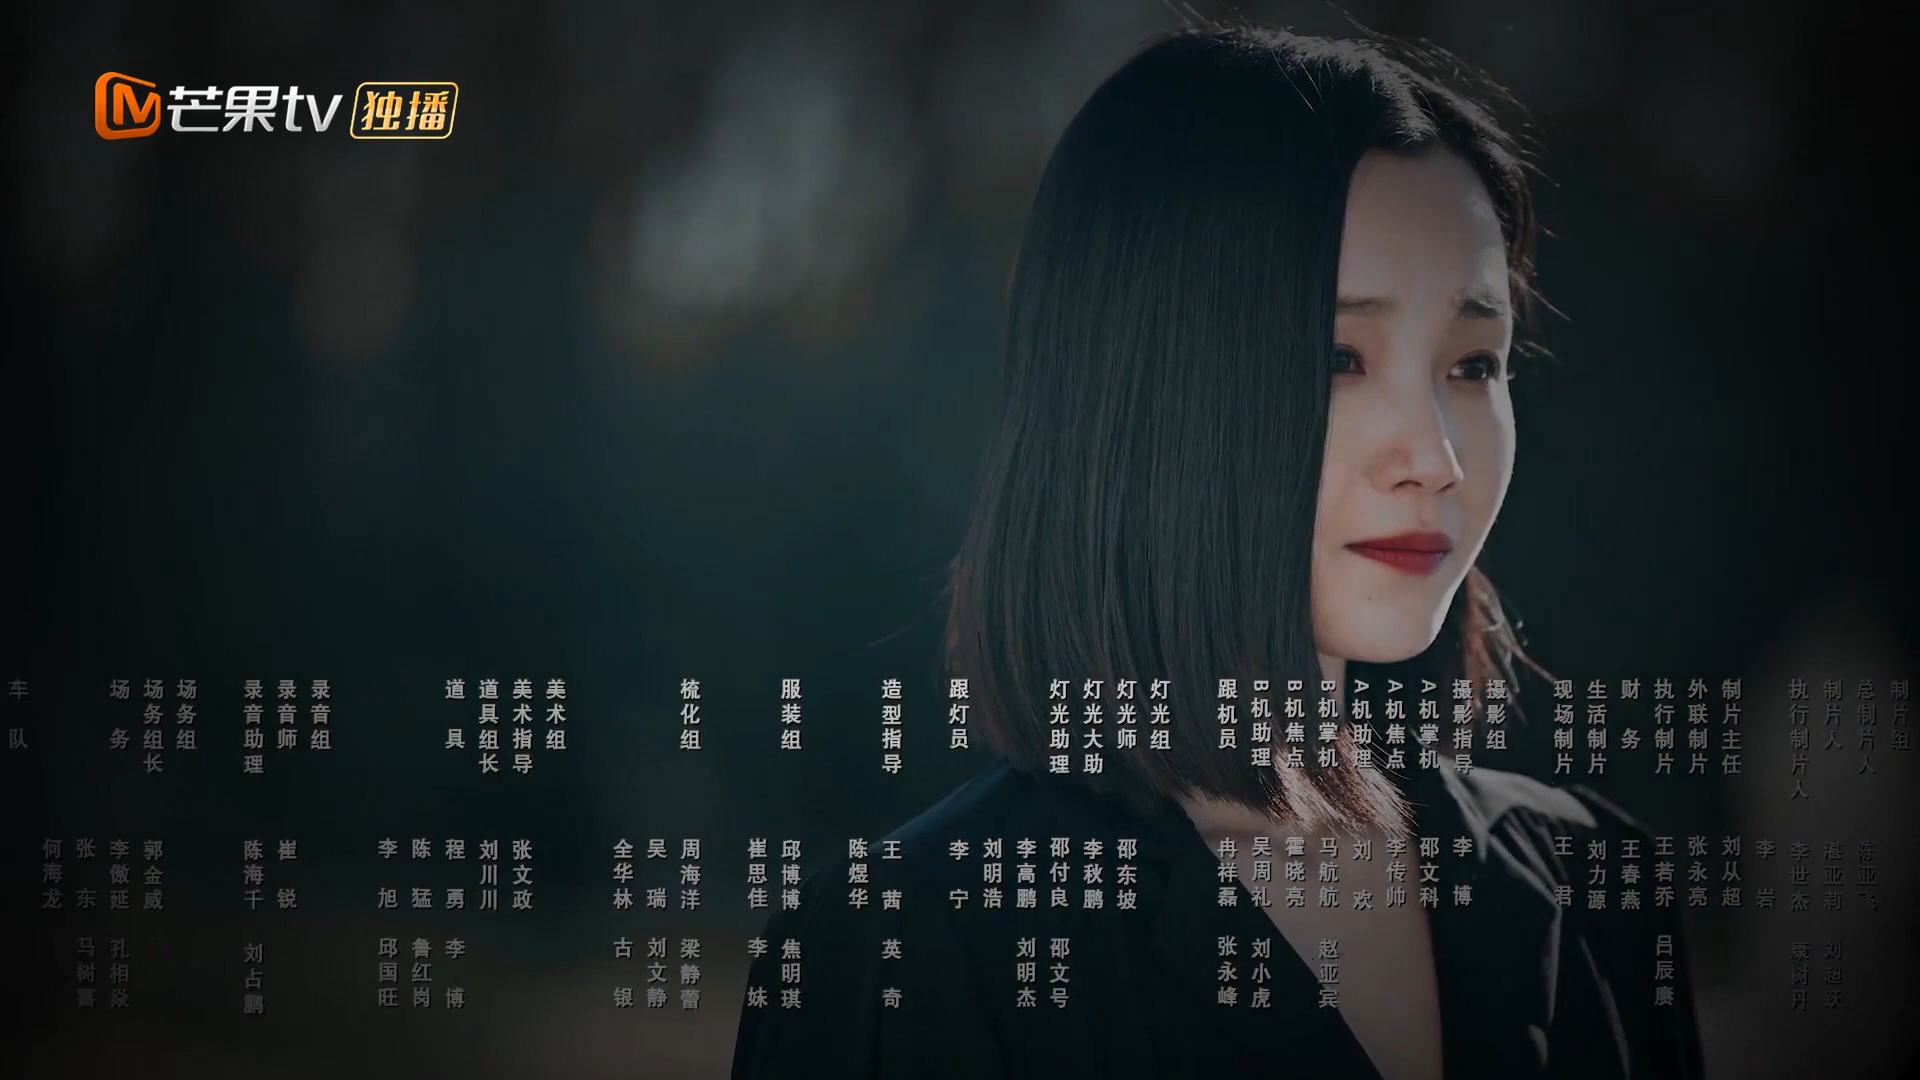 芒果tv 独播
制片组
总制片人
制片人
执行制片人
制片主任
外联制片
执行制片
财务
生活制片
现场制片
摄影组
摄影指导
A机掌机
A机焦点
A机助理
B机掌机
B机焦点
B机助理
跟机员
灯光组
灯光师
灯光大助
灯光助理
跟灯员
造型指导
服装组
梳化组
美术组
美术指导
道具组长
道具
录音组
录音师
录音助理
场务组
场务组长
场务
车队
陈亚飞
湛亚莉
李世杰
李岩
刘从超
张永亮
王若乔
王春燕
刘力源
王君
李博
邵文科
李传帅
刘欢
马航航
霍晓亮
吴周礼
冉祥磊
邵东坡
李秋鹏
邵付良
李高鹏
刘明浩
李宁
王茜
陈煜华
邱博博
崔思佳
周海洋
吴瑞
全华林
张文政
刘川川
程勇
陈猛
李旭
崔锐
陈海千
郭金威
李傲延
张东
何海龙
刘超跃
吕辰赓
赵亚宾
刘小虎
张永峰
邵文号
刘明杰
英奇
焦明琪
李妹
梁静蕾
刘文静
古银
李博
鲁红岗
邱国旺
刘占鹏
孔相焱